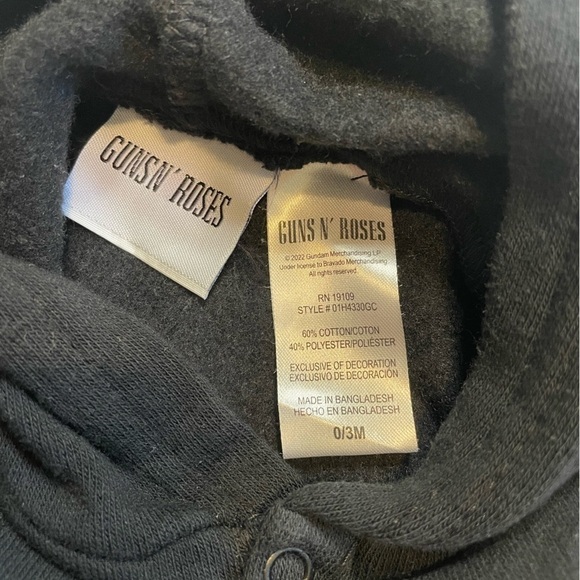 GUNS N' ROSES
GUNS N' ROSES
© 2022 Gundam Merchandising LP
Under license to Bravado Merchandising
All rights reserved
RN 19109
STYLE # 01H4330GC
60% COTTON/COTON
40% POLYESTER/POLIÉSTER
EXCLUSIVE OF DECORATION
EXCLUSIVO DE DECORACIÓN
MADE IN BANGLADESH
HECHO EN BANGLADESH
0/3M